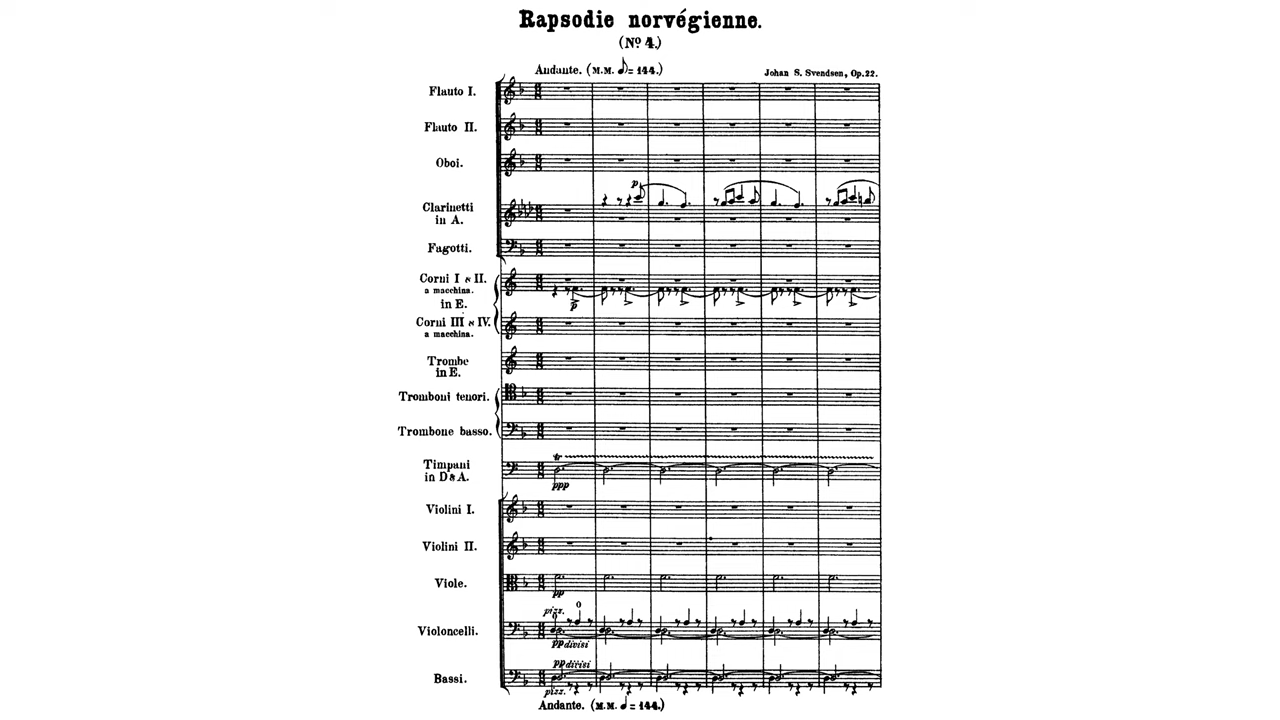 Rapsodie norvégienne.
(Nº 4.)
Andante. (M.M. ♪= 144.)
Johan S. Svendsen, Op.22.
Flauto I.
Flauto II.
Oboi.
p
Clarinetti
in A.
Fagotti.
Corni I & II.
a macchina.
in E.
p
Corni III & IV.
a macchina.
Trombe
in E.
Tromboni tenori.
Trombone basso.
tr
Timpani
in D & A.
ppp
Violini I.
Violini II.
Viole.
pp
pizz.
Violoncelli.
pp divisi
pp divisi
Bassi.
pizz.
Andante. (M.M. ♩= 144.)